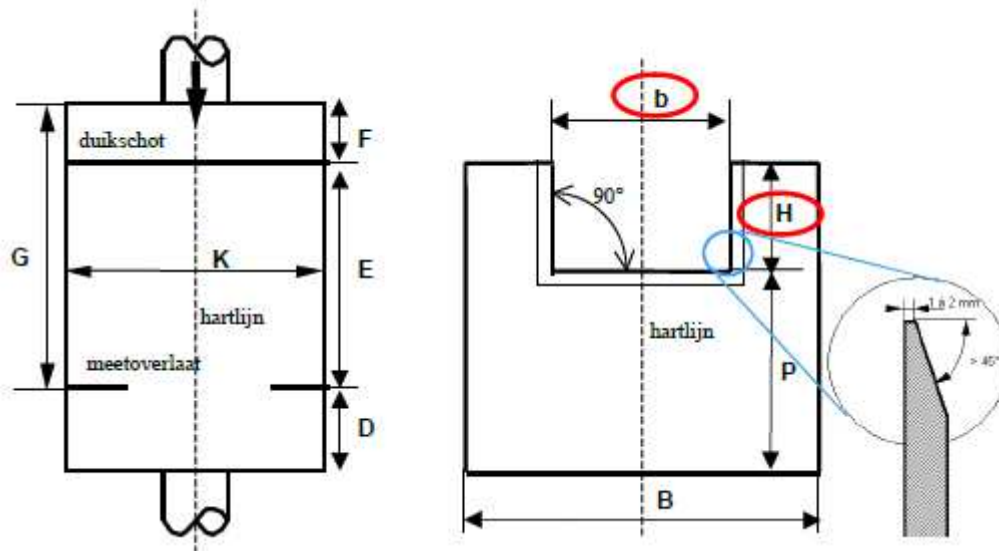 duikschot
F
G
K
E
hartlijn
meetoverlaat
D
b
90°
H
hartlijn
P
B
1 à 2 mm
> 45°